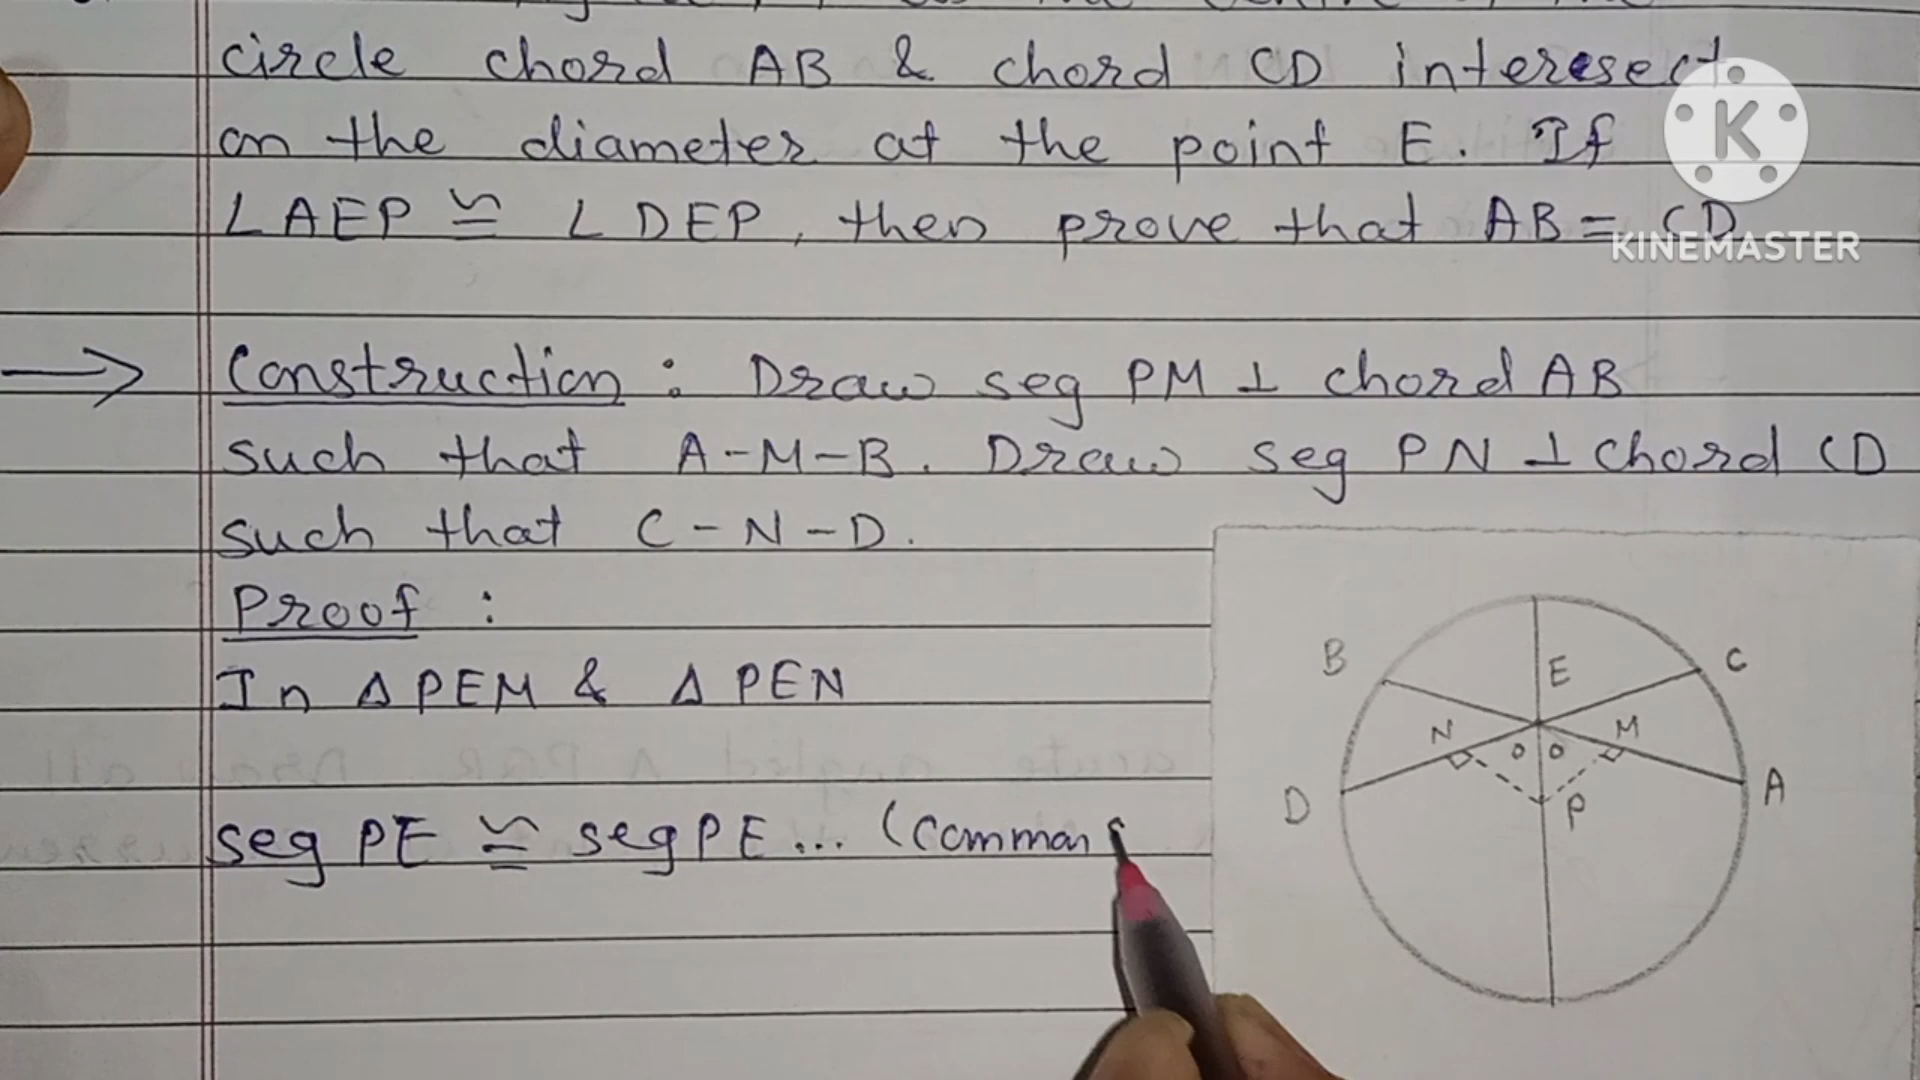 circle chord AB & chord CD interesect
on the diameter at the point E. If
∠AEP ≅ ∠DEP, then prove that AB = CD
K
KINEMASTER
Construction : Draw seg PM ⊥ chord AB
such that A-M-B. Draw seg PN ⊥ chord CD
such that C-N-D.
Proof :
In Δ PEM & Δ PEN
seg PE ≅ seg PE... (Common s
B
E
C
N
M
D
P
A